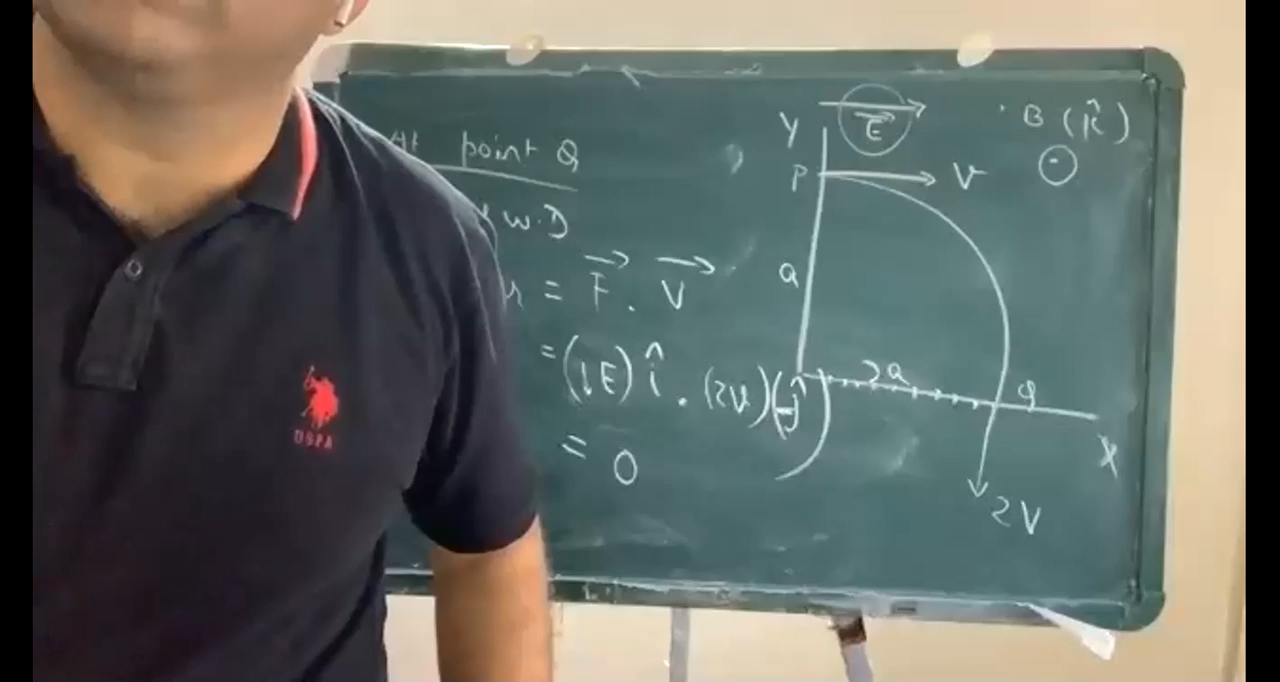 At point Q
W.D
= F⃗ . V⃗
= (qE) î . (2V)(-ĵ)
= 0
E⃗
B (k̂)
Y
P
V
a
2a
Q
X
2V
USPA